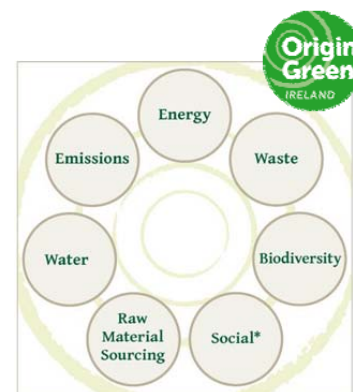 Origin
Green
IRELAND
Energy
Emissions
Waste
Water
Biodiversity
Raw
Material
Sourcing
Social*